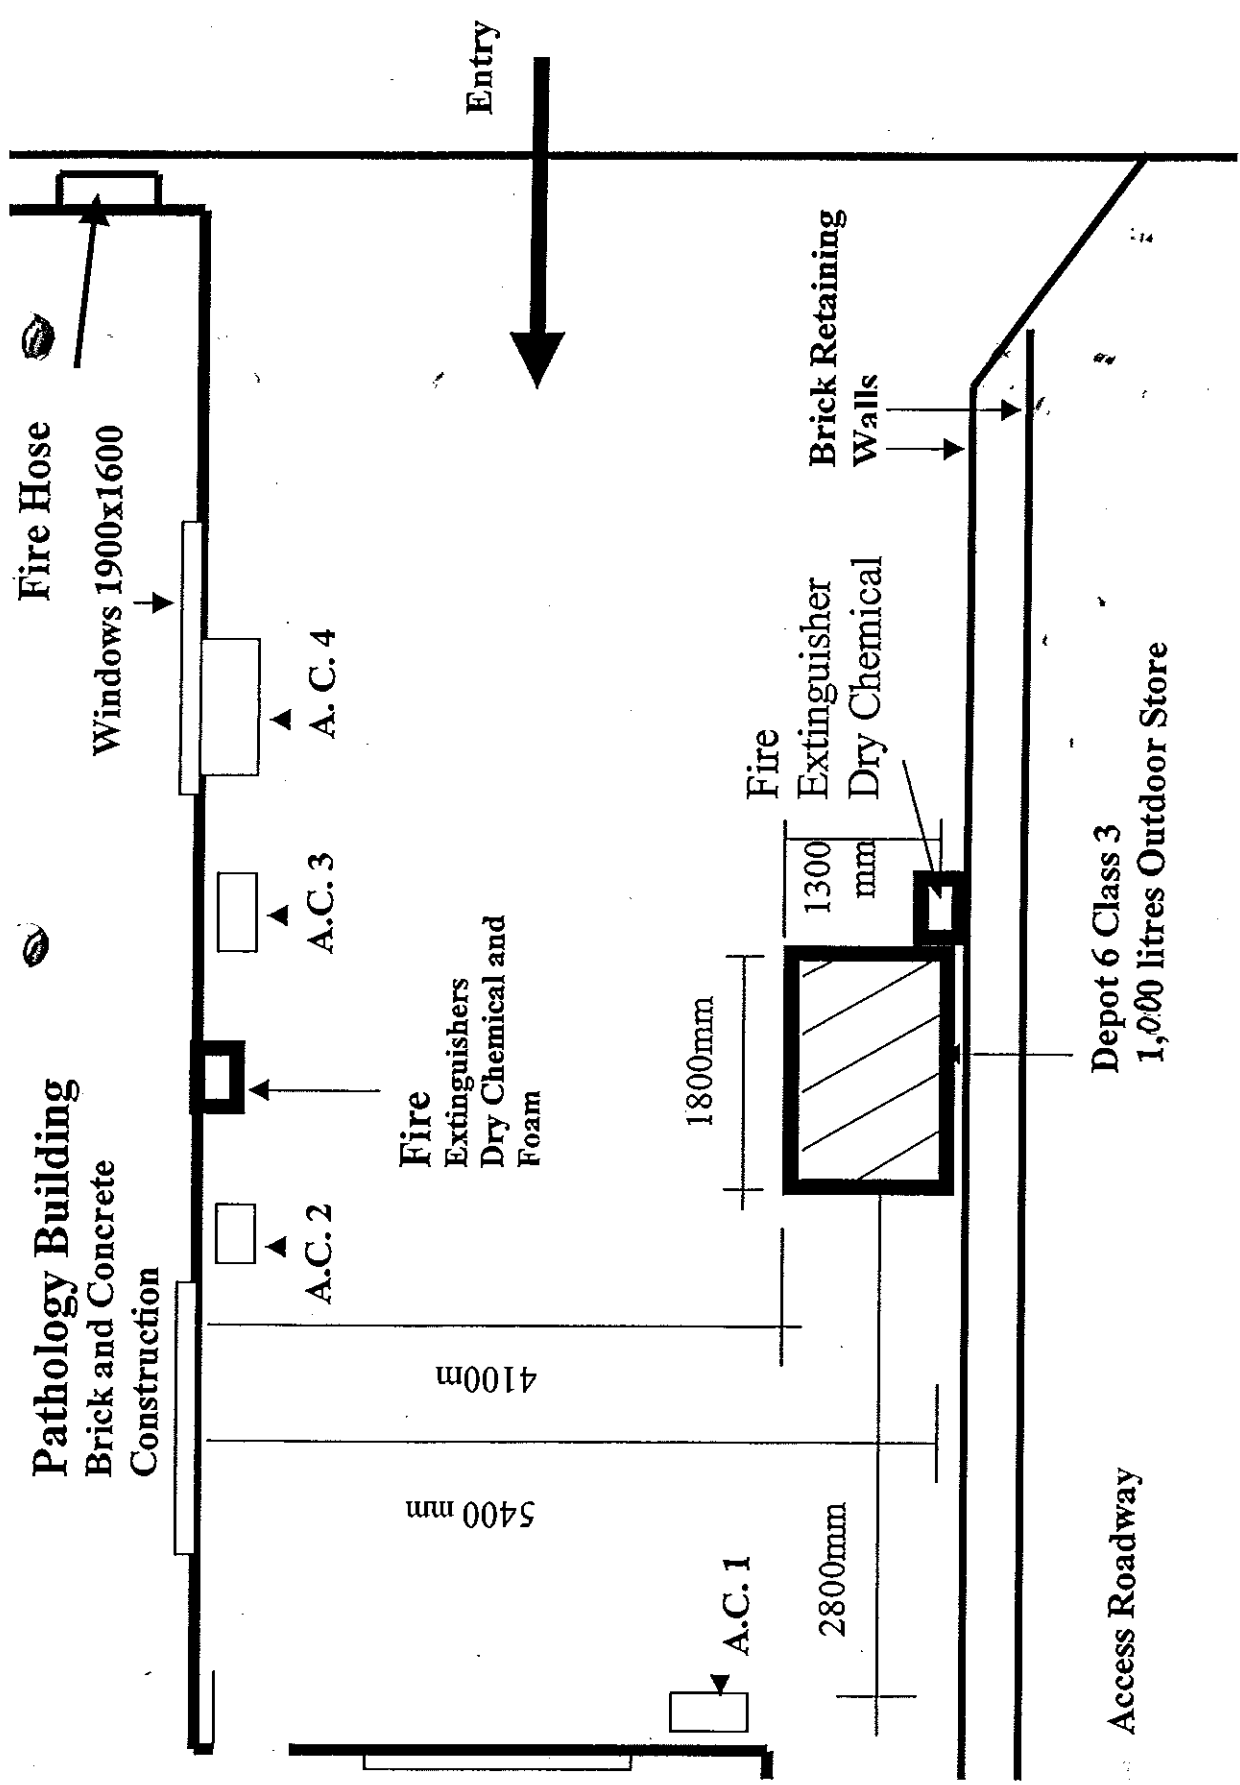 Pathology Building
Brick and Concrete
Construction
Fire Hose
Windows 1900x1600
A.C. 2
A.C. 3
A. C. 4
Entry
Fire
Extinguishers
Dry Chemical and
Foam
4100m
5400 mm
A.C. 1
1800mm
2800mm
1300
mm
Fire
Extinguisher
Dry Chemical
Brick Retaining
Walls
Depot 6 Class 3
1,000 litres Outdoor Store
Access Roadway